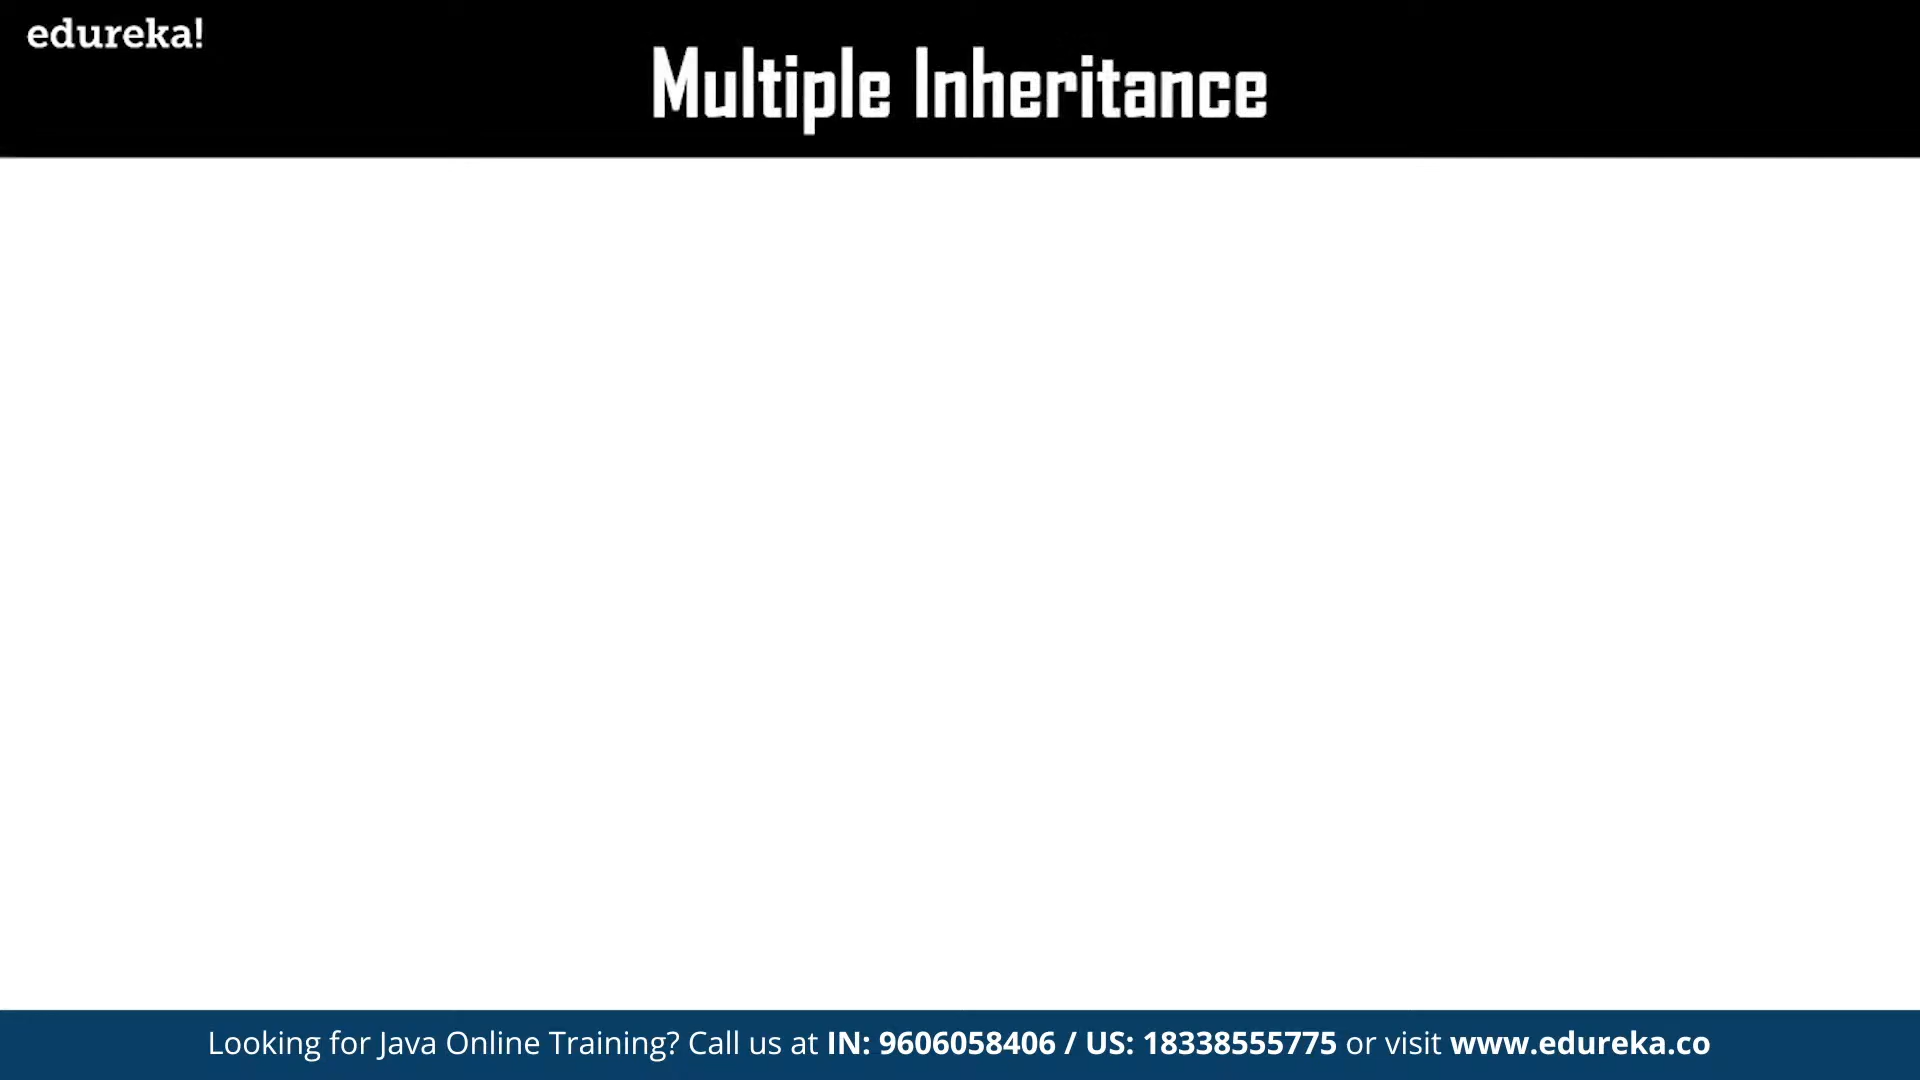 edureka!
Multiple Inheritance
Looking for Java Online Training? Call us at IN: 9606058406 / US: 18338555775 or visit www.edureka.co